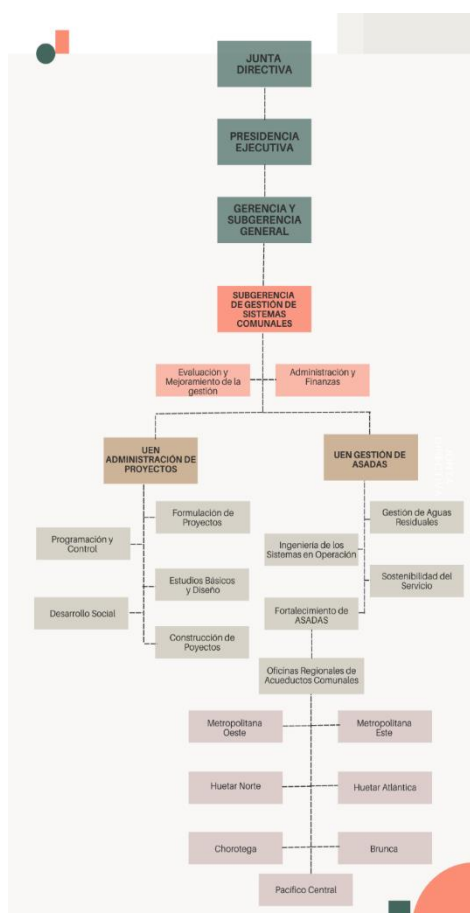 JUNTA
DIRECTIVA
PRESIDENCIA
EJECUTIVA
GERENCIA Y
SUBGERENCIA
GENERAL
SUBGERENCIA
DE GESTIÓN DE
SISTEMAS
COMUNALES
Evaluación y
Mejoramiento de la
gestión
Administración y
Finanzas
UEN
ADMINISTRACIÓN DE
PROYECTOS
UEN GESTIÓN DE
ASADAS
Formulación de
Proyectos
Programación y
Control
Estudios Básicos
y Diseño
Desarrollo Social
Construcción de
Poyectos
Gestión de Aguas
Residuales
Ingeniería de los
Sistemas en Operación
Sostenibilidad del
Servicio
Fortalecimiento de
ASADAS
Oficinas Regionales de
Acueductos Comunales
Metropolitana
Oeste
Metropolitana
Este
Huetar Norte
Huetar Atlántica
Chorotega
Brunca
Pacifico Central